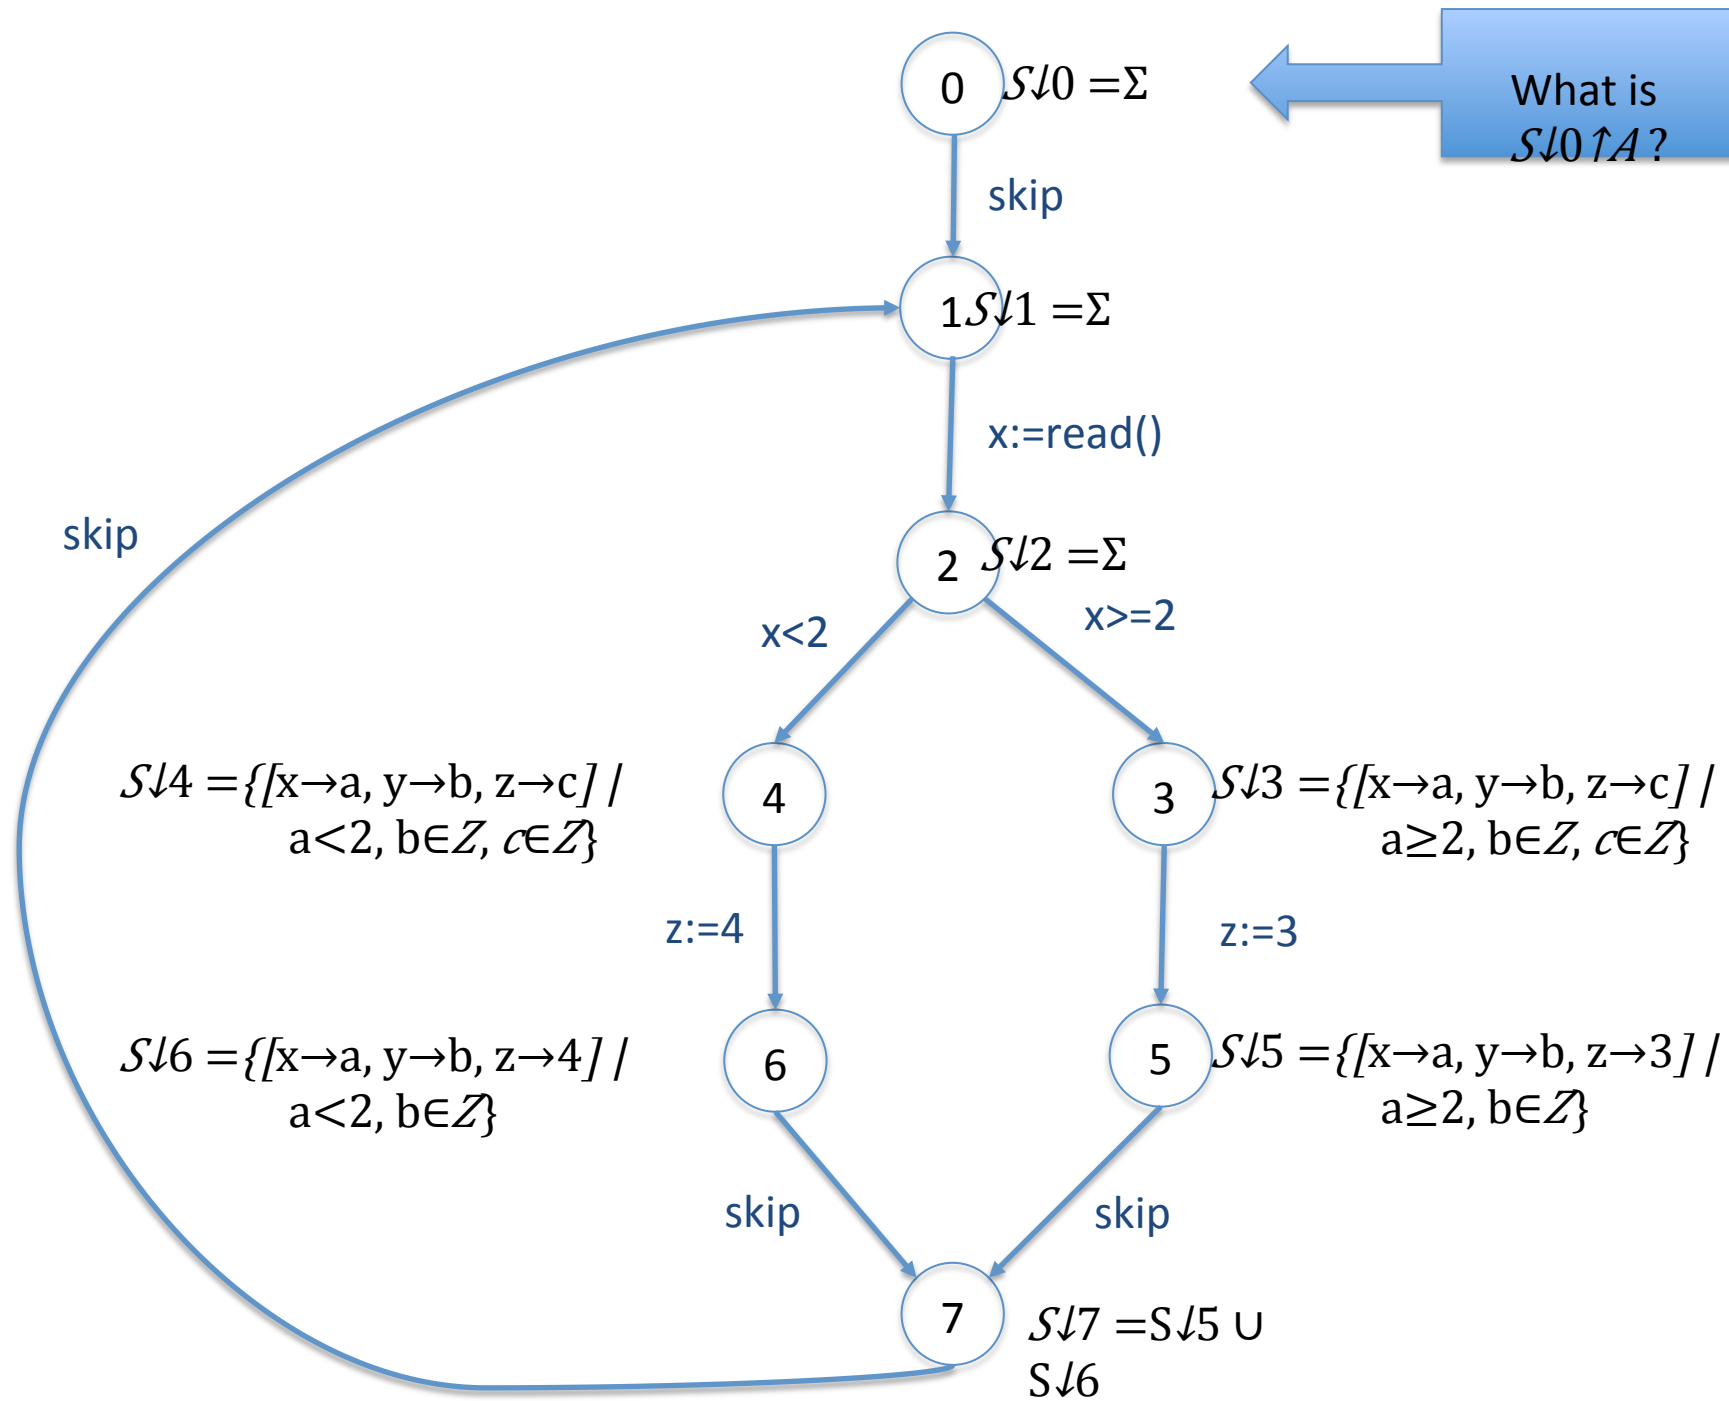 0
S↓0 =Σ
What is
S↓0↑A ?
skip
1
S↓1 =Σ
x:=read()
skip
2
S↓2 =Σ
x<2
x>=2
S↓4 ={[x→a, y→b, z→c] |
a<2, b∈Z, c∈Z}
4
3
S↓3 ={[x→a, y→b, z→c] |
a≥2, b∈Z, c∈Z}
z:=4
z:=3
S↓6 ={[x→a, y→b, z→4] |
a<2, b∈Z}
6
5
S↓5 ={[x→a, y→b, z→3] |
a≥2, b∈Z}
skip
skip
7
S↓7 =S↓5 ∪
S↓6